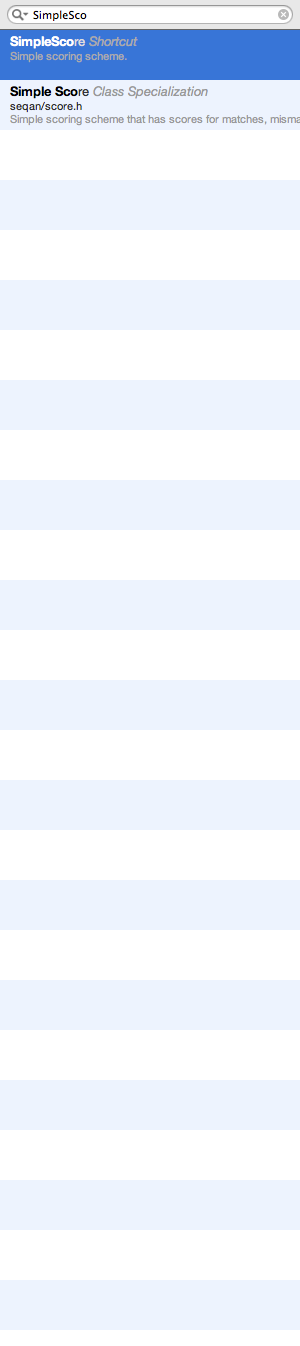 SimpleSco
SimpleScore Shortcut
Simple scoring scheme.
Simple Score Class Specialization
seqan/score.h
Simple scoring scheme that has scores for matches, misma